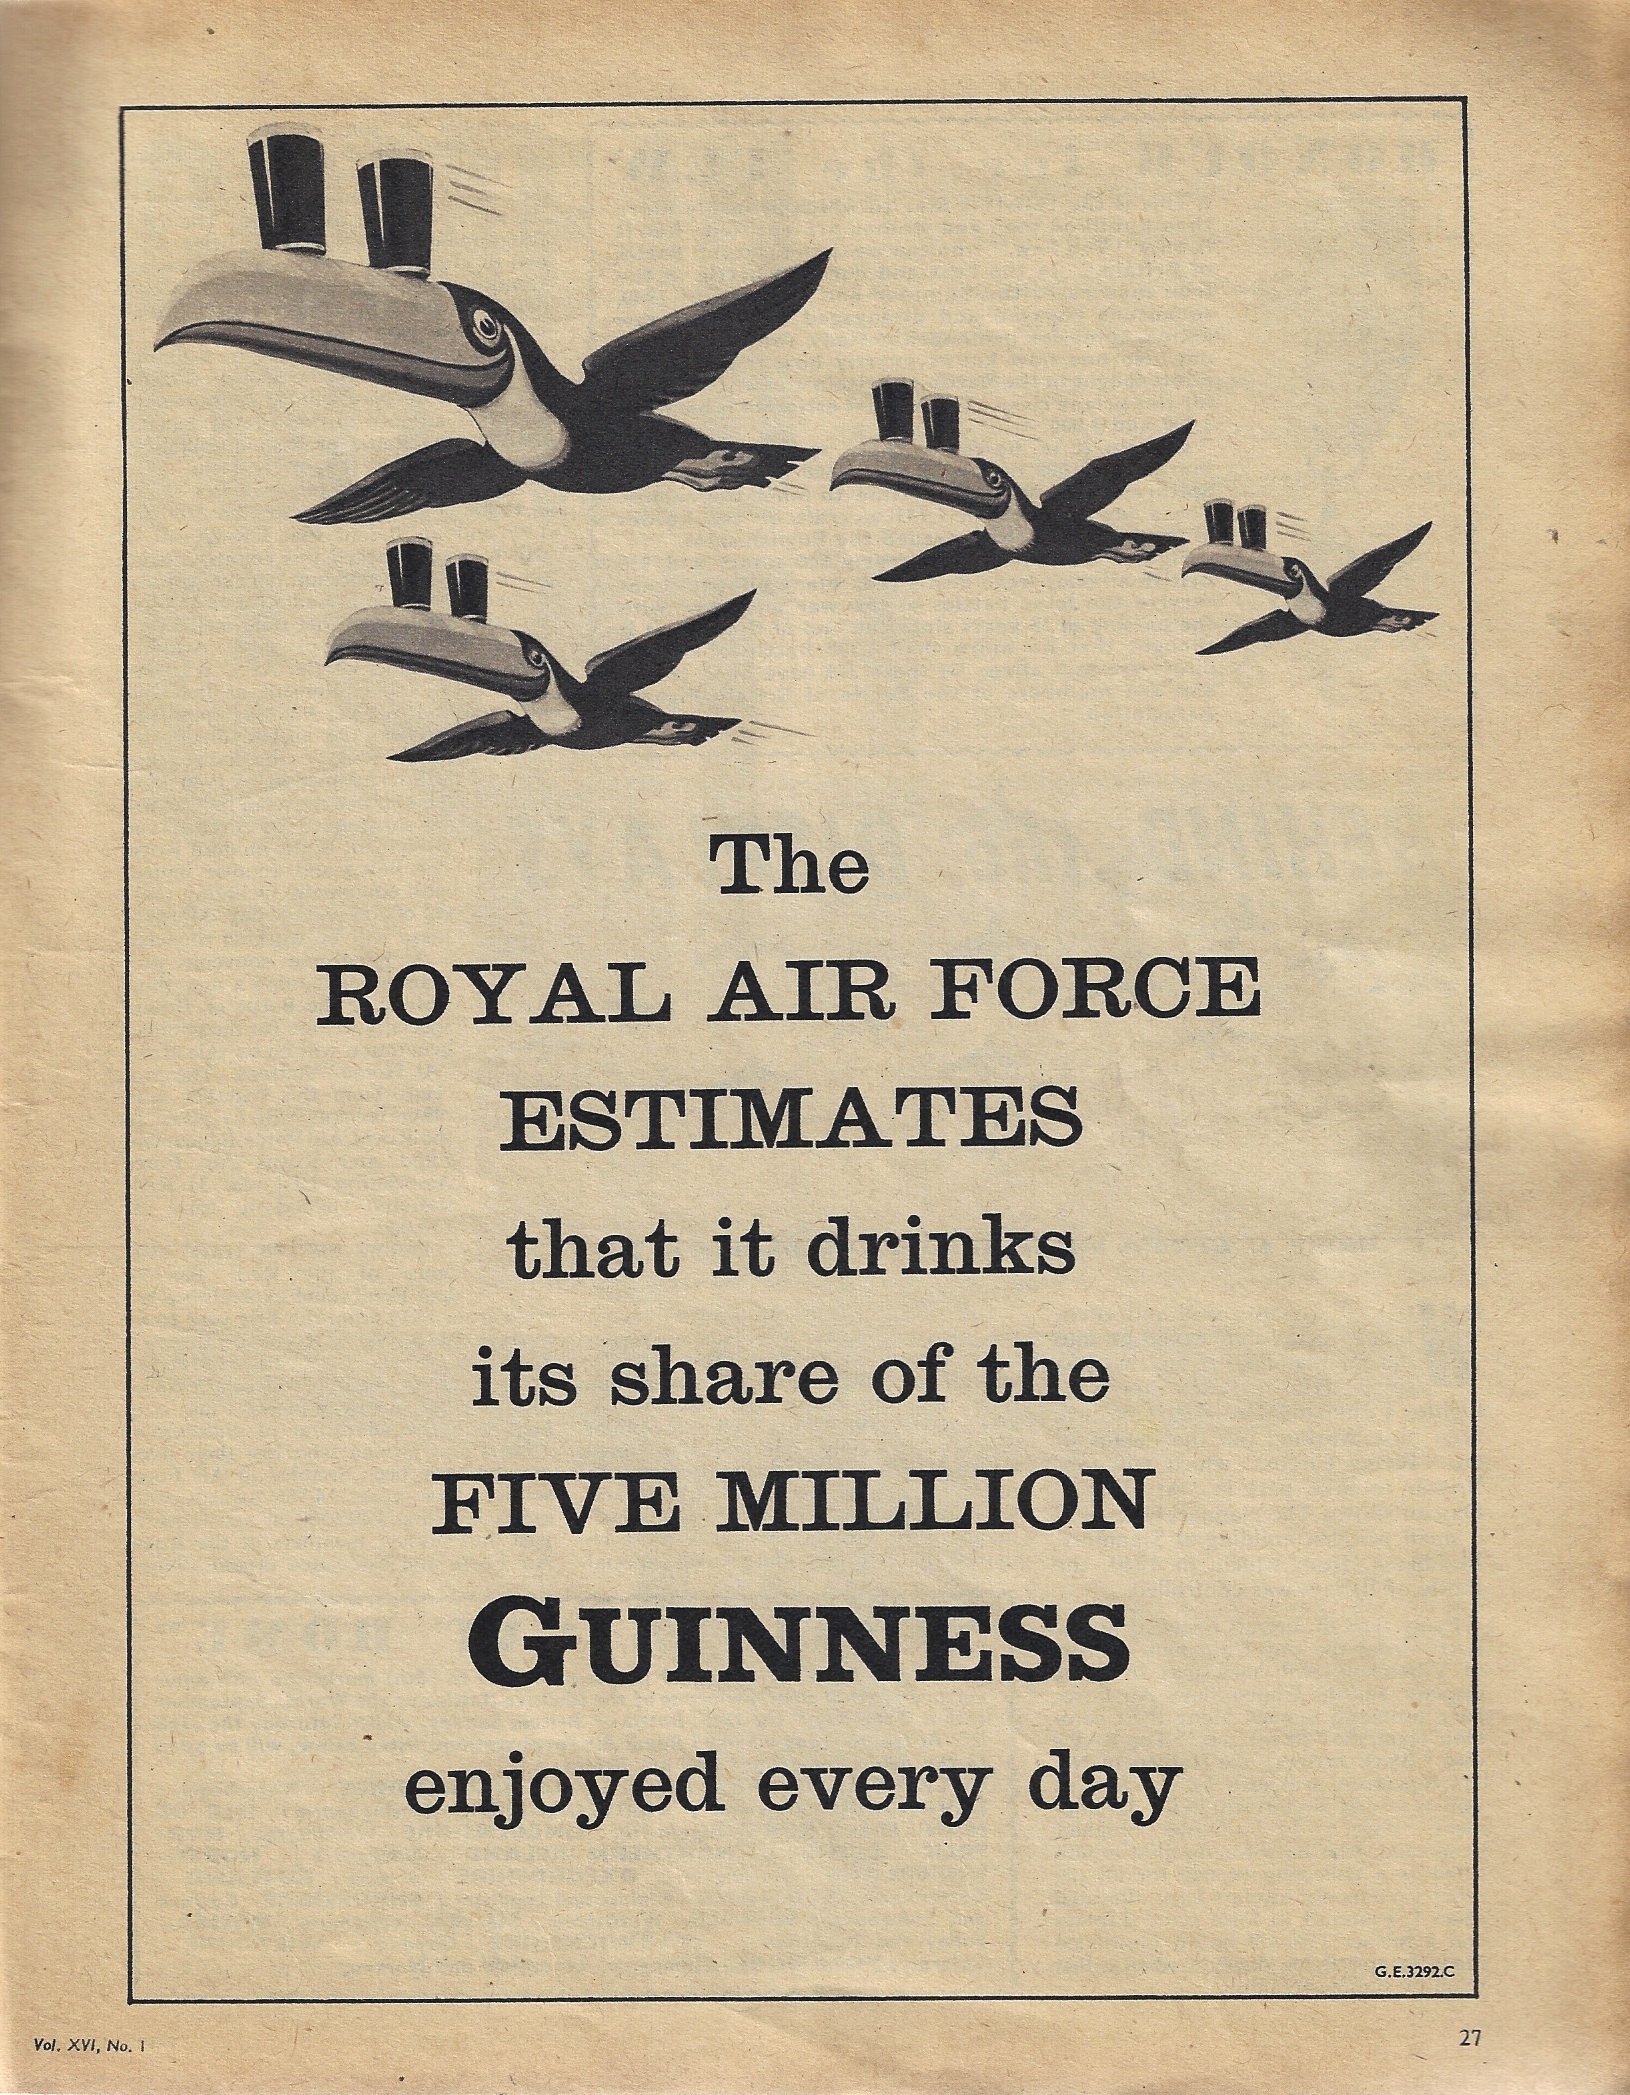 The
ROYAL AIR FORCE
ESTIMATES
that it drinks
its share of the
FIVE MILLION
GUINNESS
enjoyed every day
G.E.3292.C
Vol. XVI, No. 1
27